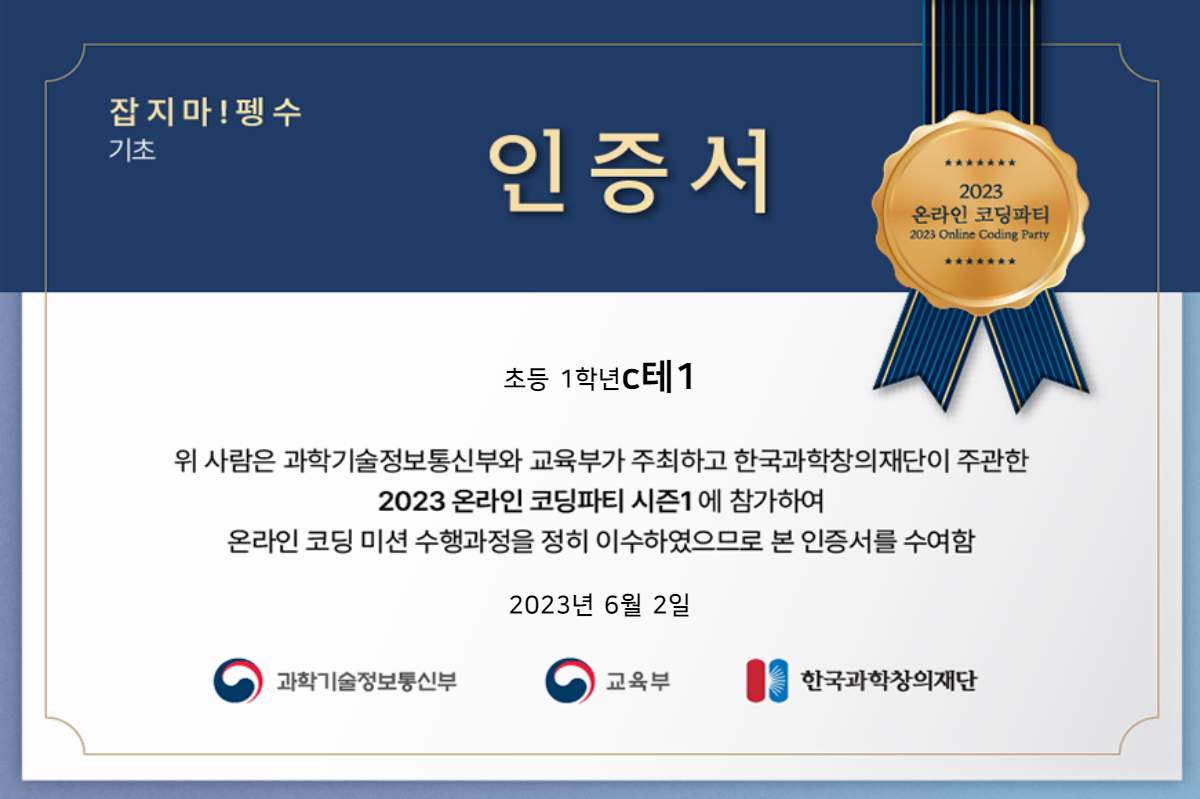 잡지마!펭수
기초
인증서
2023
온라인 코딩파티
2023 Online Coding Party
초등 1학년c테1
위 사람은 과학기술정보통신부와 교육부가 주최하고 한국과학창의재단이 주관한
2023 온라인 코딩파티 시즌1 에 참가하여
온라인 코딩 미션 수행과정을 정히 이수하였으므로 본 인증서를 수여함
2023년 6월 2일
과학기술정보통신부
교육부
한국과학창의재단